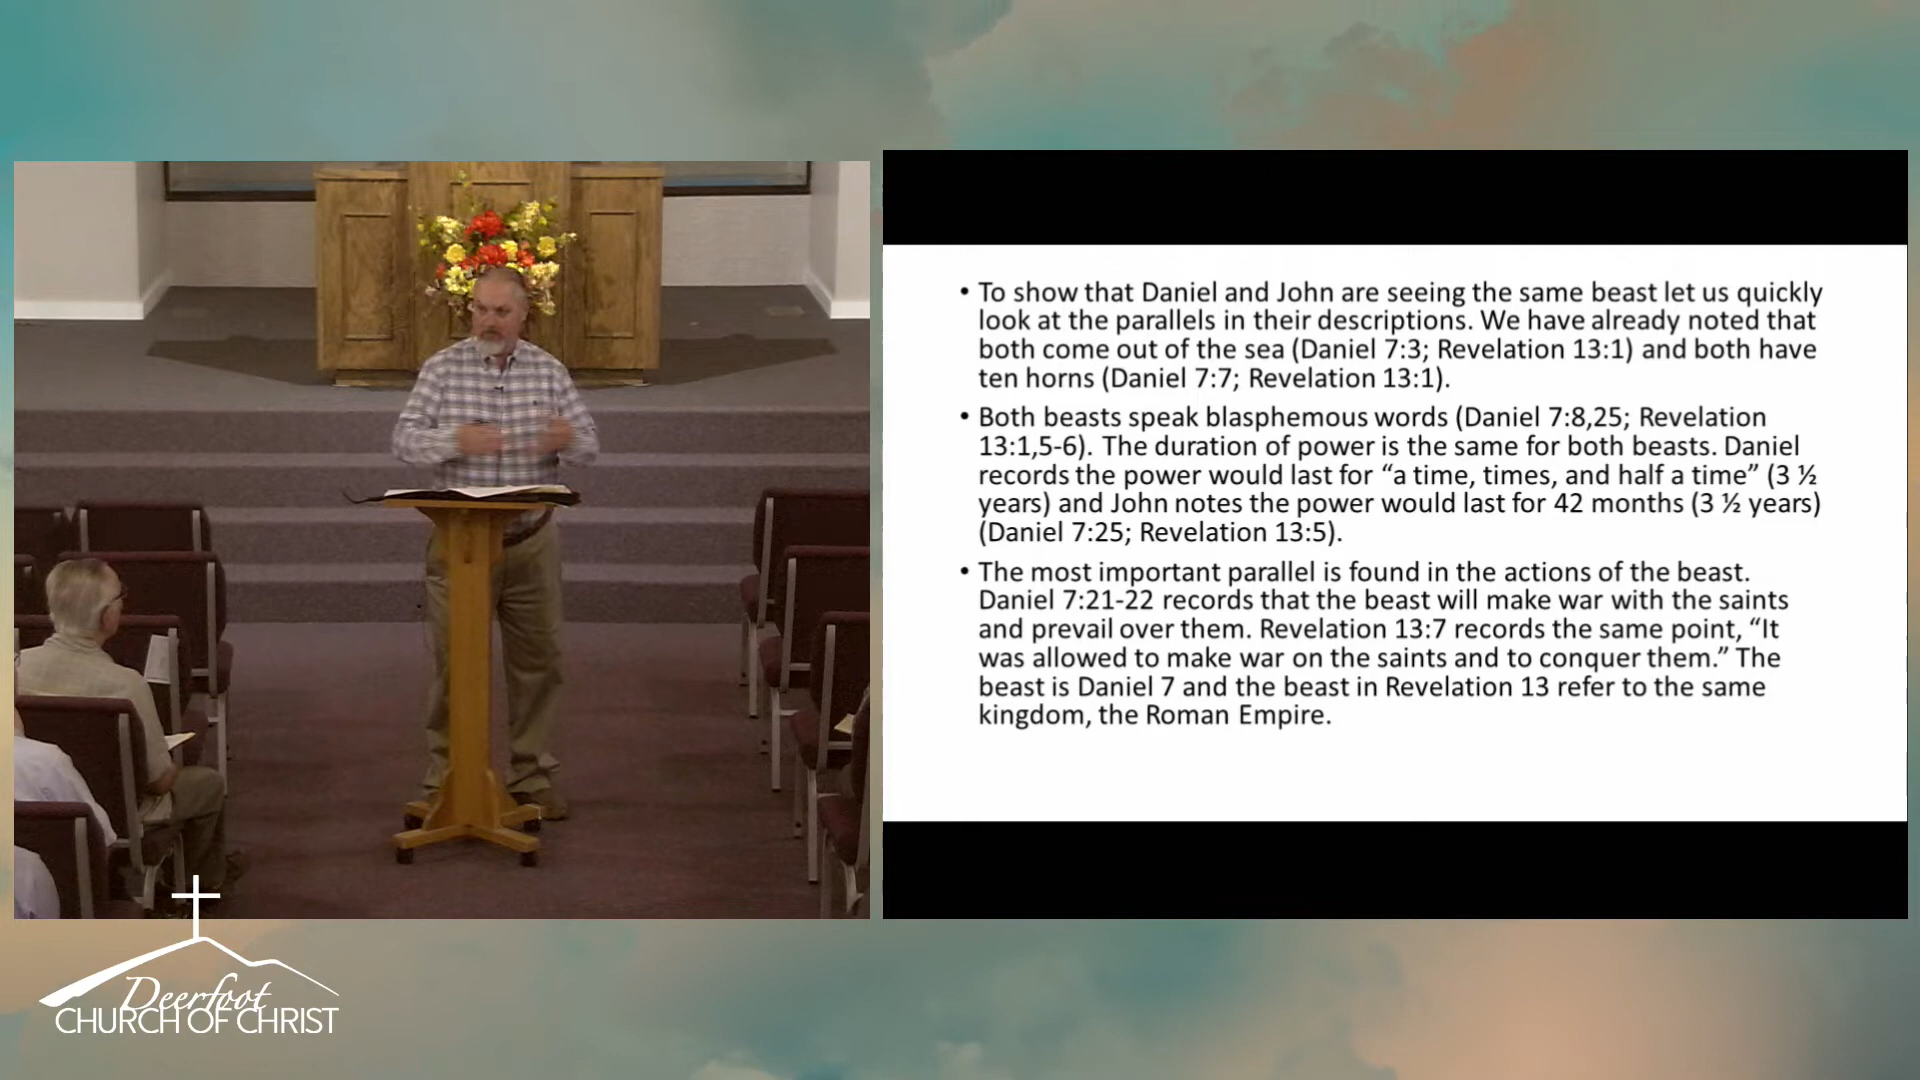 • To show that Daniel and John are seeing the same beast let us quickly
look at the parallels in their descriptions. We have already noted that
both come out of the sea (Daniel 7:3; Revelation 13:1) and both have
ten horns (Daniel 7:7; Revelation 13:1).
• Both beasts speak blasphemous words (Daniel 7:8,25; Revelation
13:1,5-6). The duration of power is the same for both beasts. Daniel
records the power would last for “a time, times, and half a time” (3 ½
years) and John notes the power would last for 42 months (3 ½ years)
(Daniel 7:25; Revelation 13:5).
• The most important parallel is found in the actions of the beast.
Daniel 7:21-22 records that the beast will make war with the saints
and prevail over them. Revelation 13:7 records the same point, “It
was allowed to make war on the saints and to conquer them.” The
beast is Daniel 7 and the beast in Revelation 13 refer to the same
kingdom, the Roman Empire.
Deerfoot
CHURCH OF CHRIST